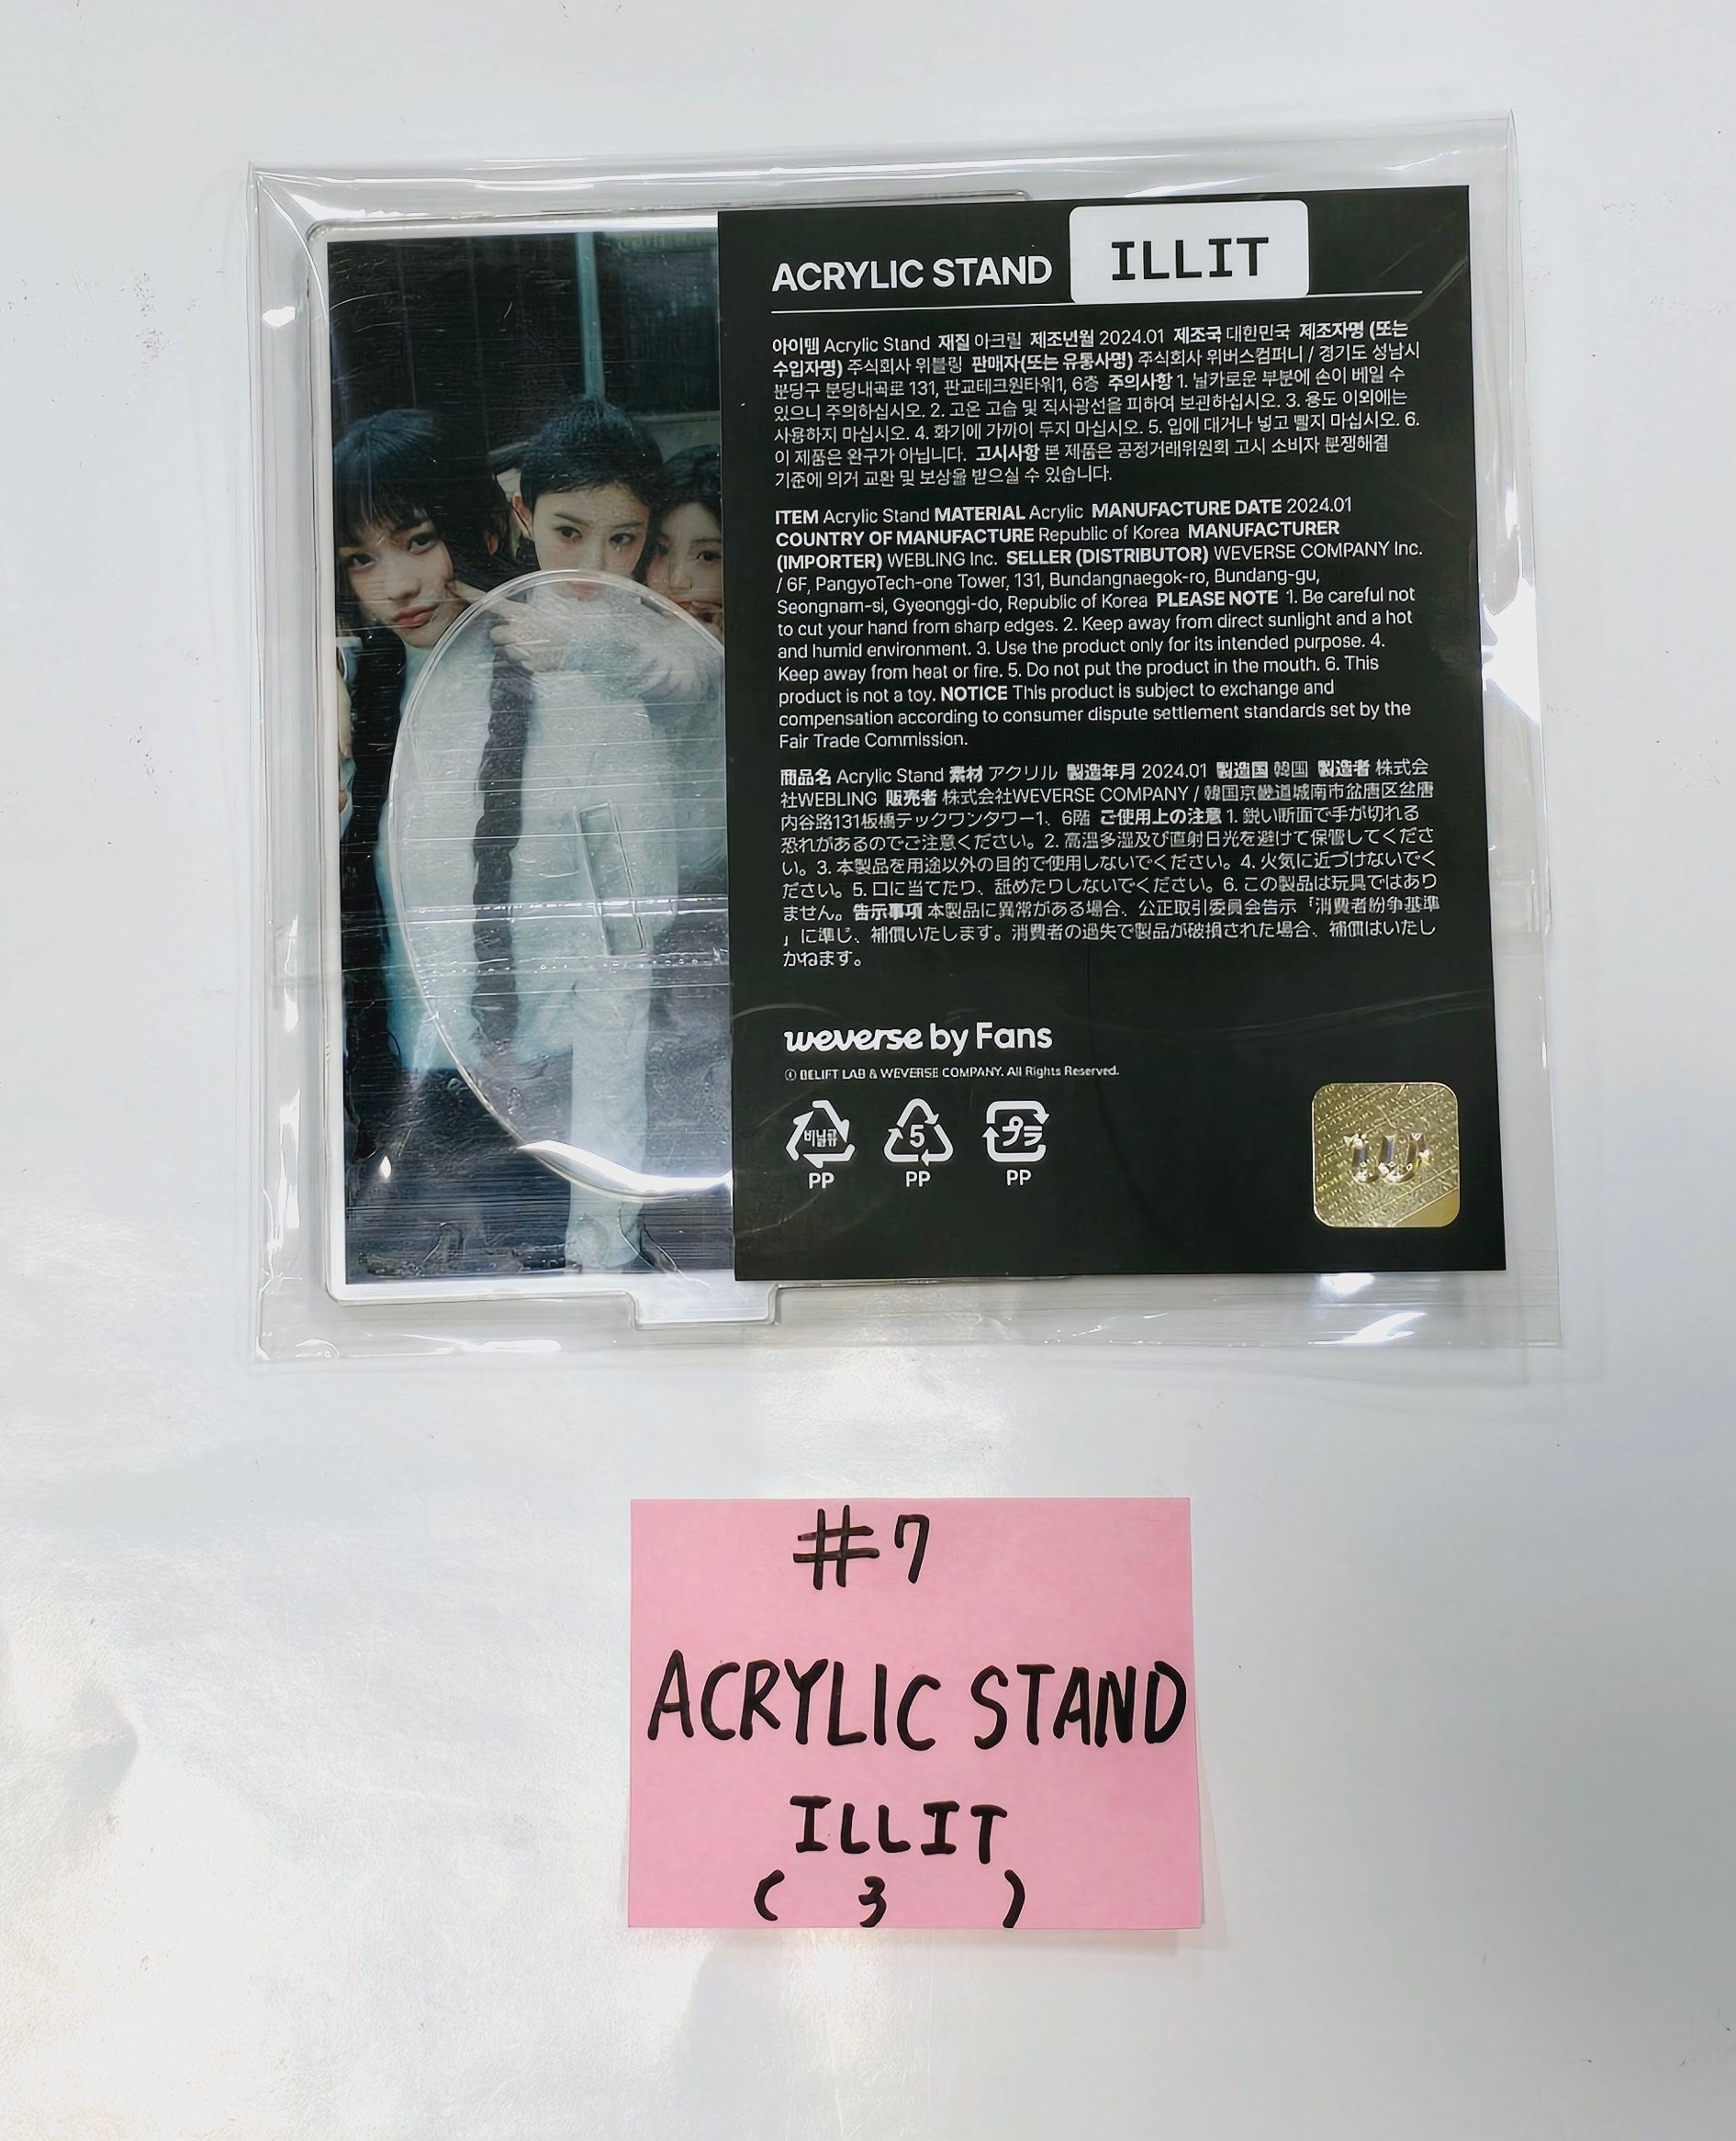 ACRYLIC STAND ILLIT
아이템 Acrylic Stand 재질 아크릴 제조년월 2024.01 제조국 대한민국 제조자명 (또는
수입자명) 주식회사 위블링 판매자(또는 유통사명) 주식회사 위버스컴퍼니 / 경기도 성남시
분당구 분당내곡로 131, 판교테크원타워1, 6층 주의사항 1. 날카로운 부분에 손이 베일 수
있으니 주의하십시오. 2. 고온 고습 및 직사광선을 피하여 보관하십시오. 3. 용도 이외에는
사용하지 마십시오. 4. 화기에 가까이 두지 마십시오. 5. 입에 대거나 넣고 빨지 마십시오. 6.
이 제품은 완구가 아닙니다. 고시사항 본 제품은 공정거래위원회 고시 소비자 분쟁해결
기준에 의거 교환 및 보상을 받으실 수 있습니다.
ITEM Acrylic Stand MATERIAL Acrylic MANUFACTURE DATE 2024.01
COUNTRY OF MANUFACTURE Republic of Korea MANUFACTURER
(IMPORTER) WEBLING Inc. SELLER (DISTRIBUTOR) WEVERSE COMPANY Inc.
/ 6F, PangyoTech-one Tower, 131, Bundangnaegok-ro, Bundang-gu,
Seongnam-si, Gyeonggi-do, Republic of Korea PLEASE NOTE 1. Be careful not
to cut your hand from sharp edges. 2. Keep away from direct sunlight and a hot
and humid environment. 3. Use the product only for its intended purpose. 4.
Keep away from heat or fire. 5. Do not put the product in the mouth. 6. This
product is not a toy. NOTICE This product is subject to exchange and
compensation according to consumer dispute settlement standards set by the
Fair Trade Commission.
商品名 Acrylic Stand 素材 アクリル 製造年月 2024.01 製造国 韓国 製造者 株式会
社WEBLING 販売者 株式会社WEVERSE COMPANY / 韓国京畿道城南市盆唐区盆唐
内谷路131板橋テックワンタワー1、6階 ご使用上の注意 1. 鋭い断面で手が切れる
恐れがあるのでご注意ください。2. 高温多湿及び直射日光を避けて保管してくださ
い。3. 本製品を用途以外の目的で使用しないでください。4. 火気に近づけないでく
ださい。5. 口に当てたり、舐めたりしないでください。6. この製品は玩具ではあり
ません。告示事項 本製品に異常がある場合、公正取引委員会告示「消費者紛争基準
」に準じ、補償いたします。消費者の過失で製品が破損された場合、補償はいたし
かねます。
weverse by Fans
© BELIFT LAB & WEVERSE COMPANY. All Rights Reserved.
비닐류 5 プラ
PP PP PP
#7
ACRYLIC STAND
ILLIT
( 3 )